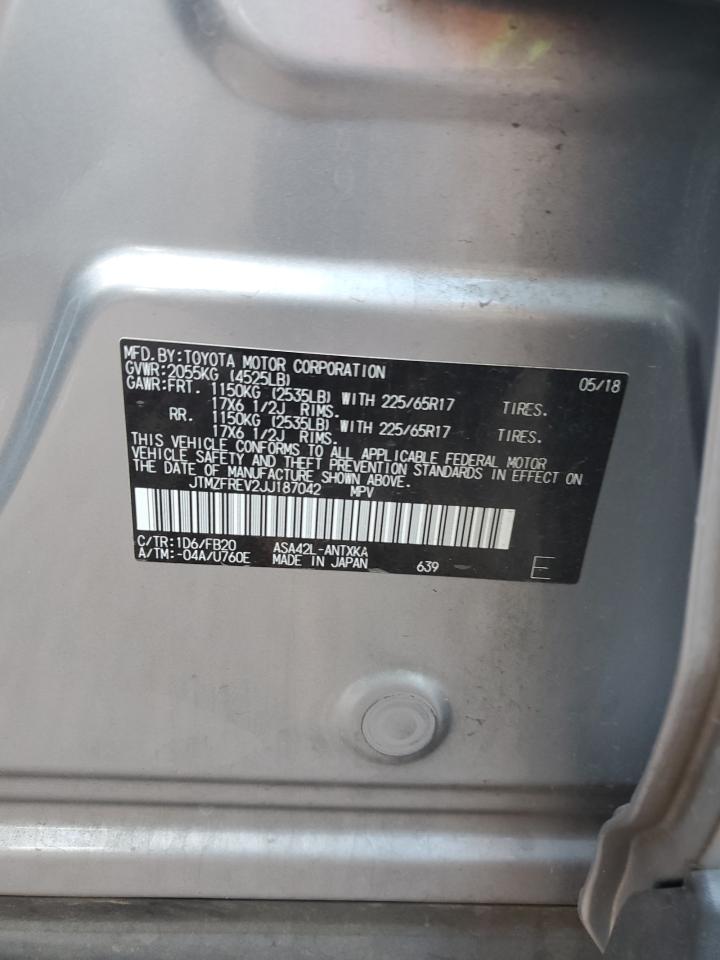 MFD.BY:TOYOTA MOTOR CORPORATION 05/18
GVWR:2055KG (4525LB)
GAWR:FRT. 1150KG (2535LB) WITH 225/65R17 TIRES.
17X6 1/2J RIMS.
RR. 1150KG (2535LB) WITH 225/65R17 TIRES.
17X6 1/2J RIMS.
THIS VEHICLE CONFORMS TO ALL APPLICABLE FEDERAL MOTOR
VEHICLE SAFETY AND THEFT PREVENTION STANDARDS IN EFFECT ON
THE DATE OF MANUFACTURE SHOWN ABOVE.
JTMZFREV2JJ187042 MPV
C/TR:1D6/FB20 ASA42L-ANTXKA
A/TM:-04A/U760E MADE IN JAPAN 639 E